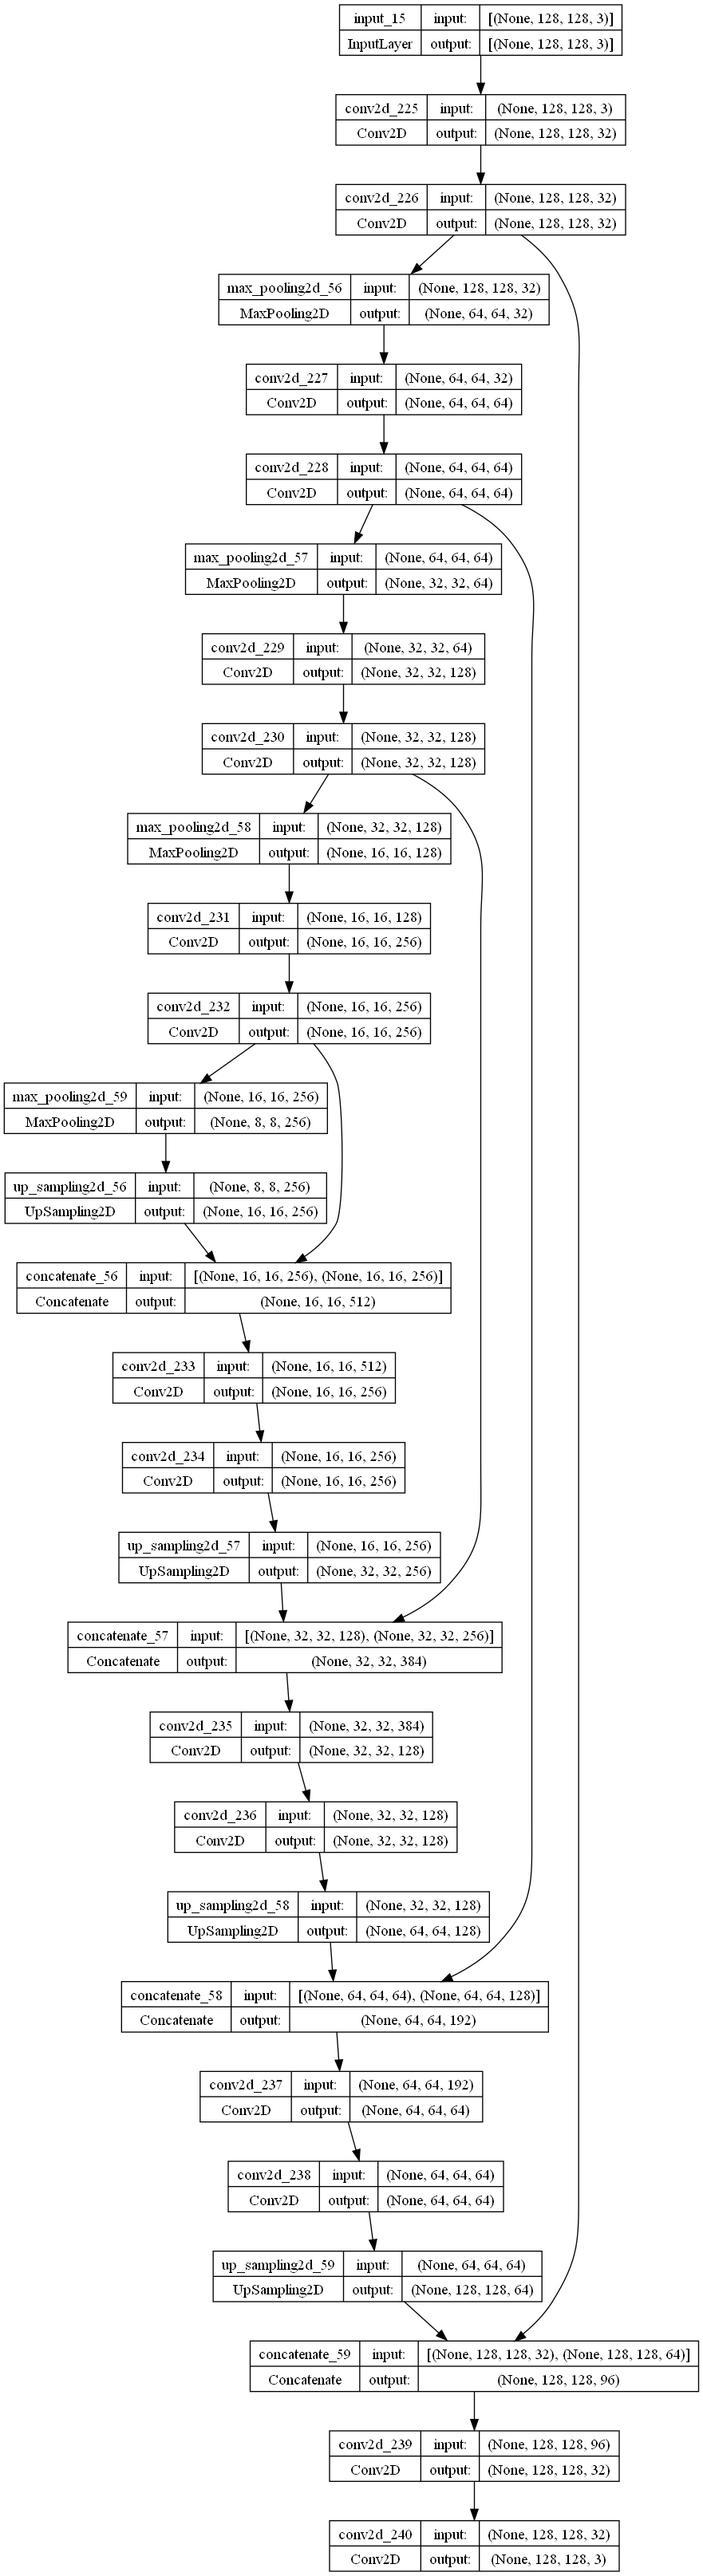 input_15 input: [(None, 128, 128, 3)]
InputLayer output: [(None, 128, 128, 3)]
conv2d_225 input: (None, 128, 128, 3)
Conv2D output: (None, 128, 128, 32)
conv2d_226 input: (None, 128, 128, 32)
Conv2D output: (None, 128, 128, 32)
max_pooling2d_56 input: (None, 128, 128, 32)
MaxPooling2D output: (None, 64, 64, 32)
conv2d_227 input: (None, 64, 64, 32)
Conv2D output: (None, 64, 64, 64)
conv2d_228 input: (None, 64, 64, 64)
Conv2D output: (None, 64, 64, 64)
max_pooling2d_57 input: (None, 64, 64, 64)
MaxPooling2D output: (None, 32, 32, 64)
conv2d_229 input: (None, 32, 32, 64)
Conv2D output: (None, 32, 32, 128)
conv2d_230 input: (None, 32, 32, 128)
Conv2D output: (None, 32, 32, 128)
max_pooling2d_58 input: (None, 32, 32, 128)
MaxPooling2D output: (None, 16, 16, 128)
conv2d_231 input: (None, 16, 16, 128)
Conv2D output: (None, 16, 16, 256)
conv2d_232 input: (None, 16, 16, 256)
Conv2D output: (None, 16, 16, 256)
max_pooling2d_59 input: (None, 16, 16, 256)
MaxPooling2D output: (None, 8, 8, 256)
up_sampling2d_56 input: (None, 8, 8, 256)
UpSampling2D output: (None, 16, 16, 256)
concatenate_56 input: [(None, 16, 16, 256), (None, 16, 16, 256)]
Concatenate output: (None, 16, 16, 512)
conv2d_233 input: (None, 16, 16, 512)
Conv2D output: (None, 16, 16, 256)
conv2d_234 input: (None, 16, 16, 256)
Conv2D output: (None, 16, 16, 256)
up_sampling2d_57 input: (None, 16, 16, 256)
UpSampling2D output: (None, 32, 32, 256)
concatenate_57 input: [(None, 32, 32, 128), (None, 32, 32, 256)]
Concatenate output: (None, 32, 32, 384)
conv2d_235 input: (None, 32, 32, 384)
Conv2D output: (None, 32, 32, 128)
conv2d_236 input: (None, 32, 32, 128)
Conv2D output: (None, 32, 32, 128)
up_sampling2d_58 input: (None, 32, 32, 128)
UpSampling2D output: (None, 64, 64, 128)
concatenate_58 input: [(None, 64, 64, 64), (None, 64, 64, 128)]
Concatenate output: (None, 64, 64, 192)
conv2d_237 input: (None, 64, 64, 192)
Conv2D output: (None, 64, 64, 64)
conv2d_238 input: (None, 64, 64, 64)
Conv2D output: (None, 64, 64, 64)
up_sampling2d_59 input: (None, 64, 64, 64)
UpSampling2D output: (None, 128, 128, 64)
concatenate_59 input: [(None, 128, 128, 32), (None, 128, 128, 64)]
Concatenate output: (None, 128, 128, 96)
conv2d_239 input: (None, 128, 128, 96)
Conv2D output: (None, 128, 128, 32)
conv2d_240 input: (None, 128, 128, 32)
Conv2D output: (None, 128, 128, 3)